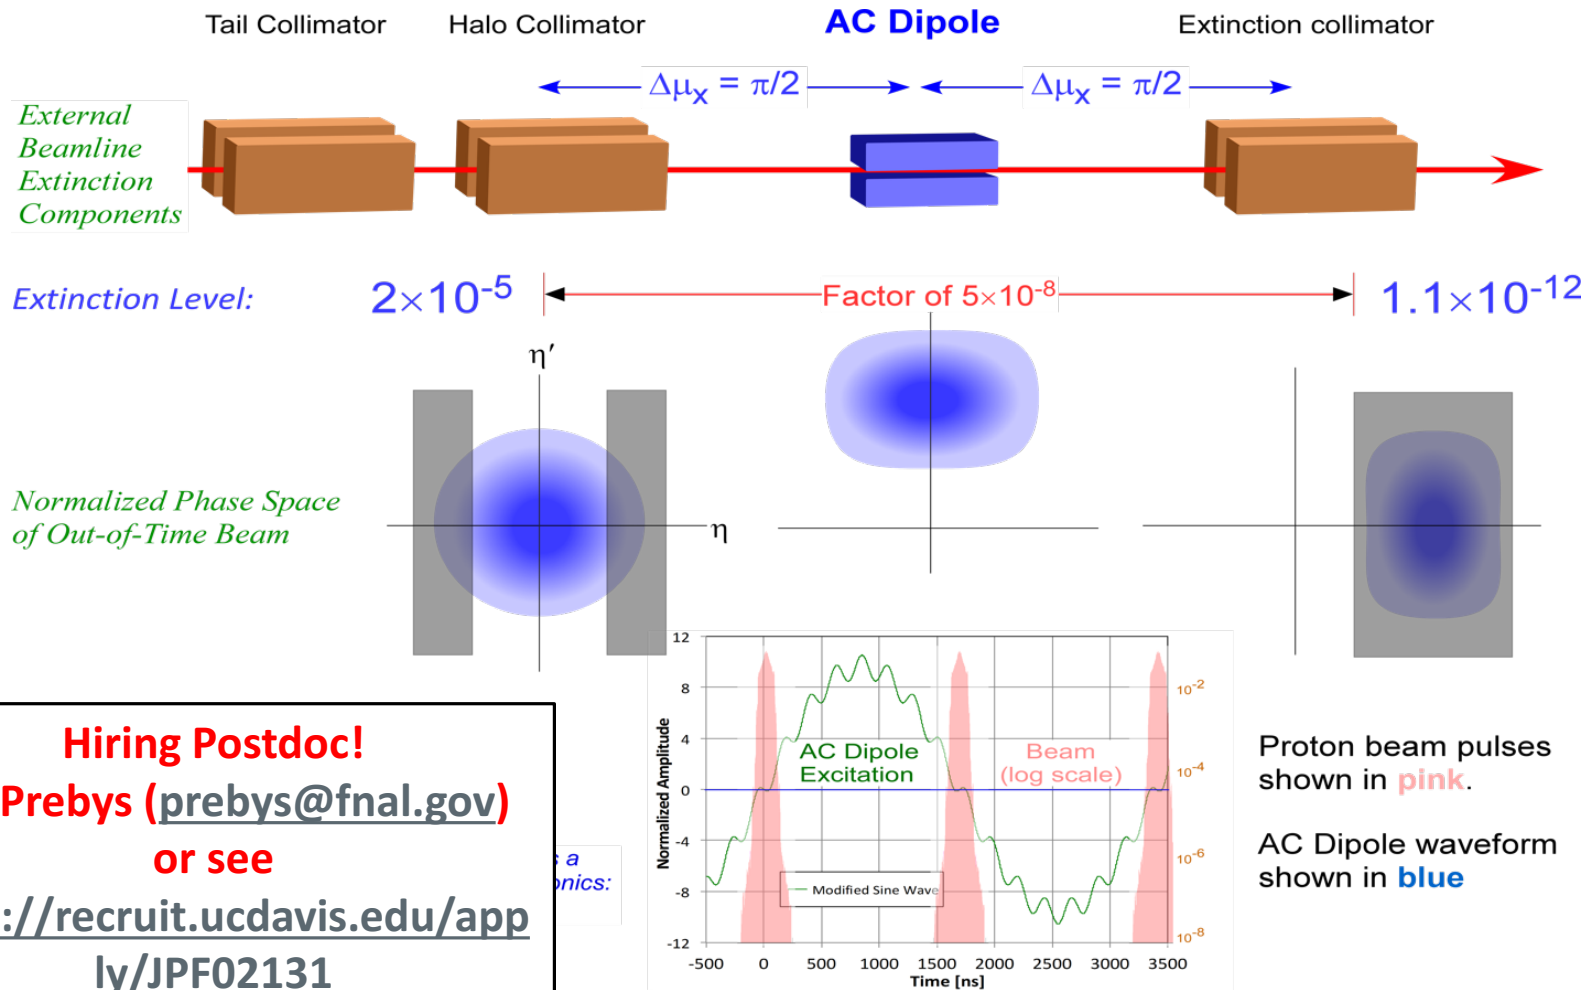 Tail Collimator
Halo Collimator
AC Dipole
Extinction collimator
Δμx = π/2
Δμx = π/2
External
Beamline
Extinction
Components
Extinction Level:
2×10⁻⁵
Factor of 5×10⁻⁸
1.1×10⁻¹²
η′
η
Normalized Phase Space
of Out-of-Time Beam
Hiring Postdoc!
Prebys (prebys@fnal.gov)
or see
://recruit.ucdavis.edu/app
ly/JPF02131
s a
onics:
Normalized Amplitude
12
8
4
0
-4
-8
-12
AC Dipole
Excitation
Beam
(log scale)
Modified Sine Wave
10⁻²
10⁻⁴
10⁻⁶
10⁻⁸
-500 0 500 1000 1500 2000 2500 3000 3500
Time [ns]
Proton beam pulses
shown in pink.
AC Dipole waveform
shown in blue